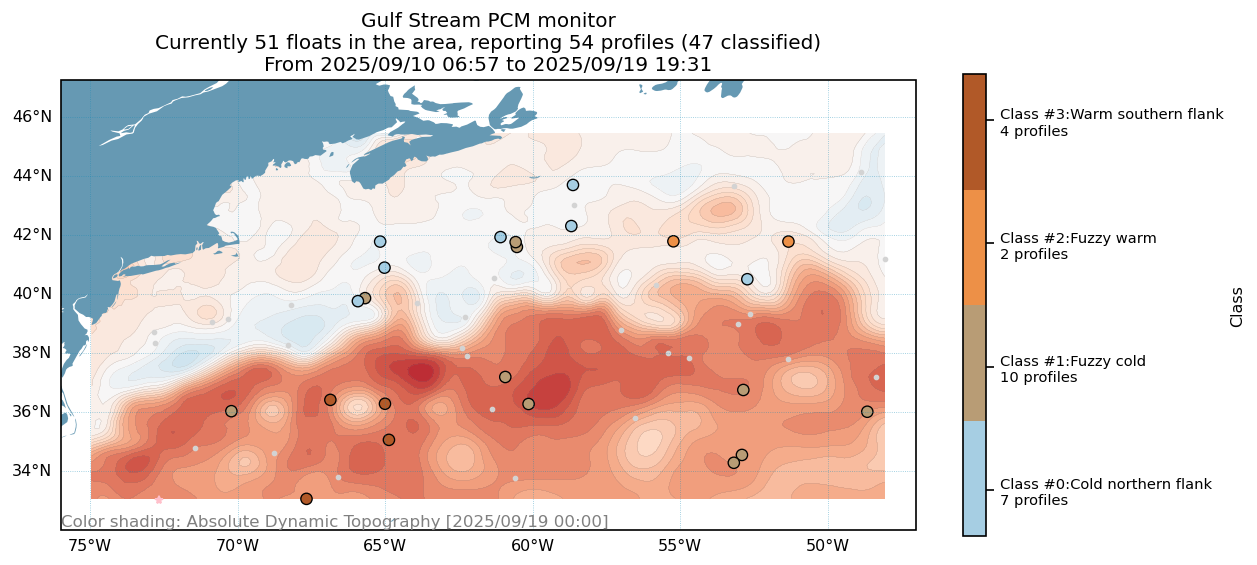 Gulf Stream PCM monitor
Currently 51 floats in the area, reporting 54 profiles (47 classified)
From 2025/09/10 06:57 to 2025/09/19 19:31
46°N
44°N
42°N
40°N
38°N
36°N
34°N
Color shading: Absolute Dynamic Topography [2025/09/19 00:00]
75°W
70°W
65°W
60°W
55°W
50°W
Class #3:Warm southern flank
4 profiles
Class #2:Fuzzy warm
2 profiles
Class #1:Fuzzy cold
10 profiles
Class #0:Cold northern flank
7 profiles
Class